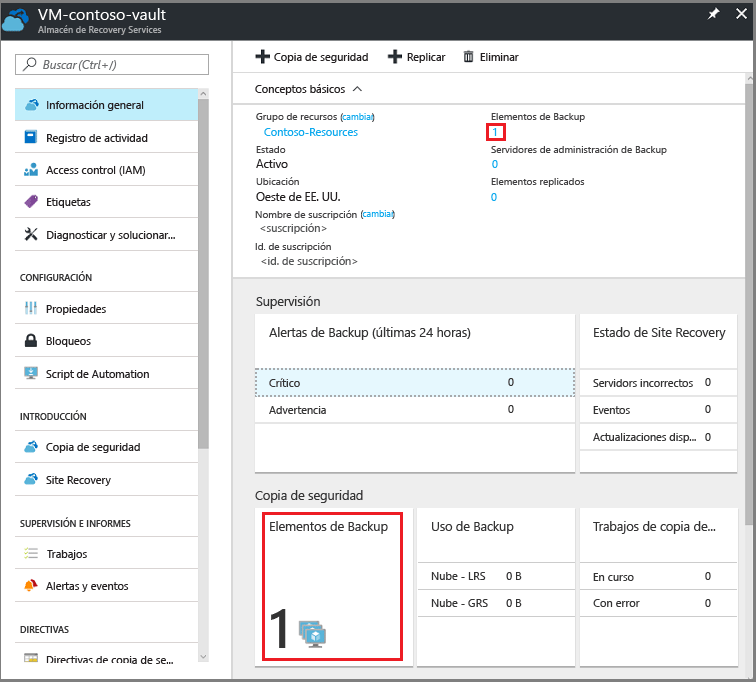 VM-contoso-vault
Almacén de Recovery Services
Buscar (Ctrl+/)
Información general
Registro de actividad
Access control (IAM)
Etiquetas
Diagnosticar y solucionar...
CONFIGURACIÓN
Propiedades
Bloqueos
Script de Automation
INTRODUCCIÓN
Copia de seguridad
Site Recovery
SUPERVISIÓN E INFORMES
Trabajos
Alertas y eventos
DIRECTIVAS
Directivas de copia de se...
Copia de seguridad
Replicar
Eliminar
Conceptos básicos
Grupo de recursos (cambiar)
Contoso-Resources
Estado
Activo
Ubicación
Oeste de EE. UU.
Nombre de suscripción (cambiar)
<suscripción>
Id. de suscripción
<id. de suscripción>
Elementos de Backup
1
Servidores de administración de Backup
0
Elementos replicados
0
Supervisión
Alertas de Backup (últimas 24 horas)
Crítico 0
Advertencia 0
Estado de Site Recovery
Servidors incorrectos 0
Eventos 0
Actualizaciones disp... 0
Copia de seguridad
Elementos de Backup
1
Uso de Backup
Nube - LRS 0 B
Nube - GRS 0 B
Trabajos de copia de...
En curso 0
Con error 0